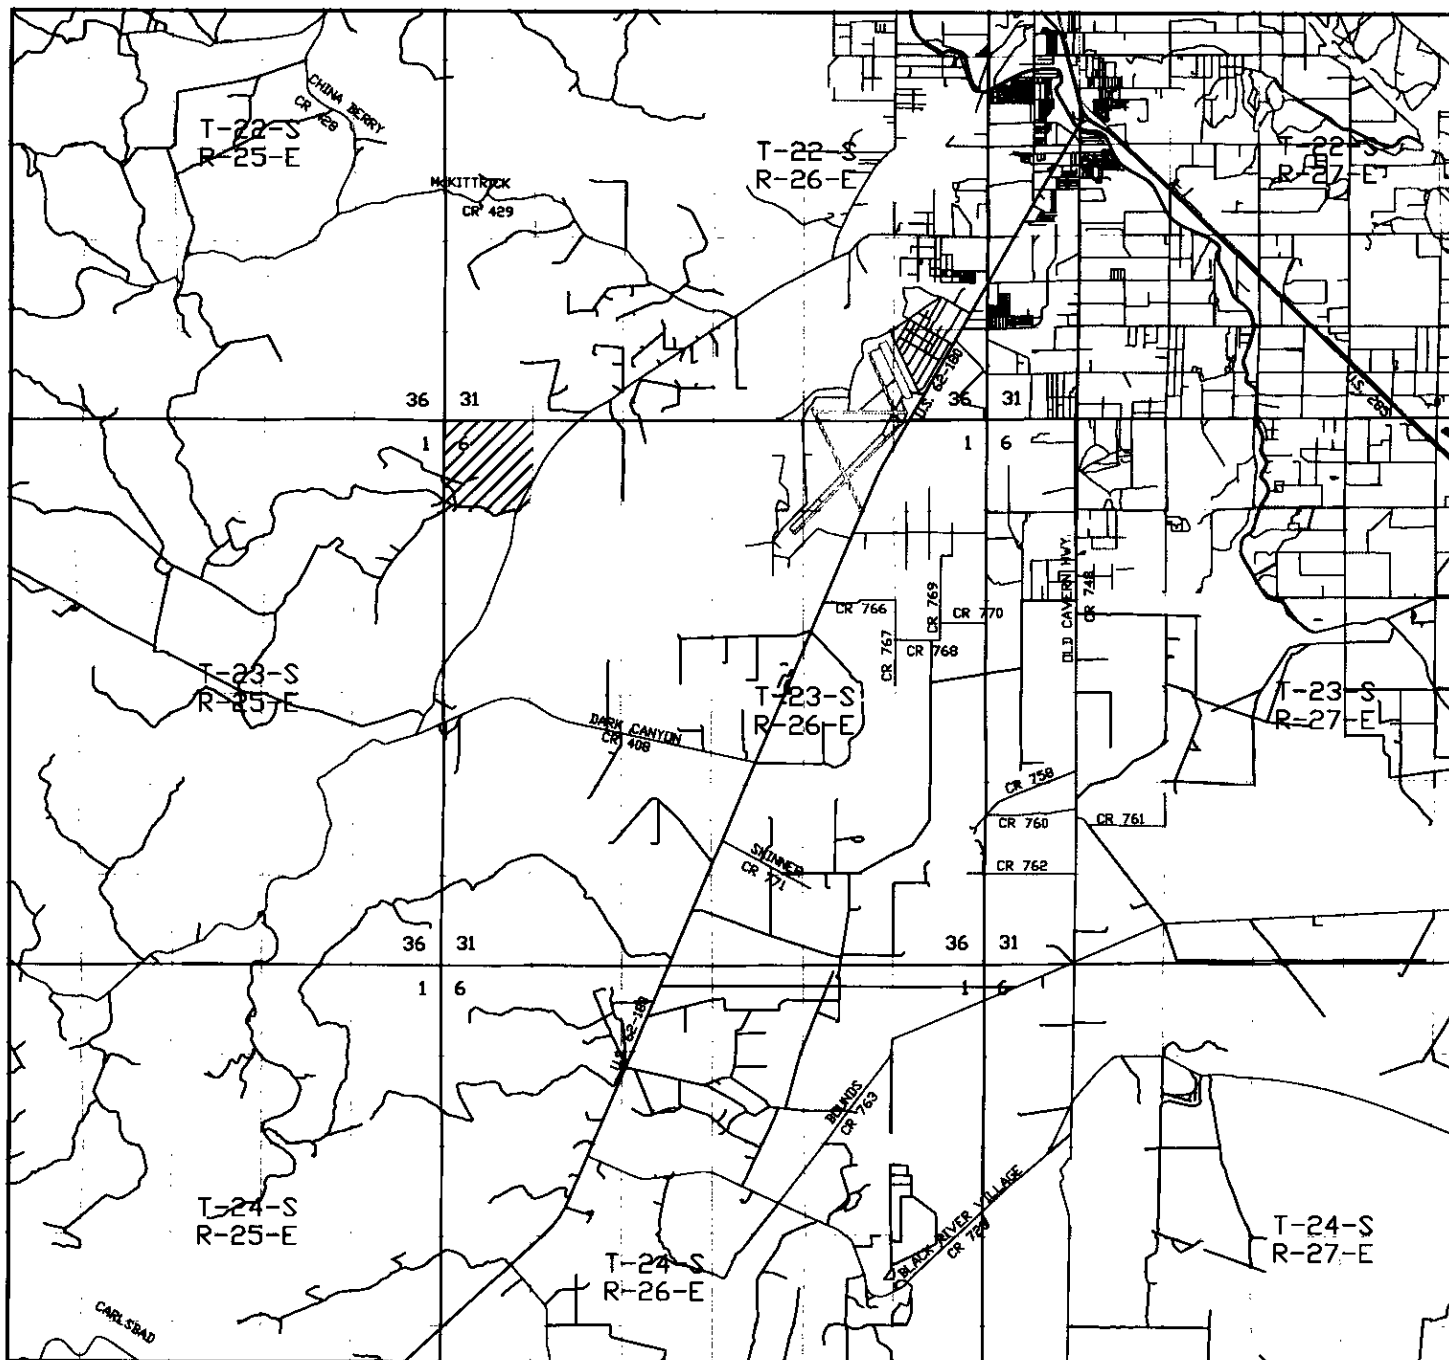 CHINA BERRY
CR 428
T-22-S
R-25-E
T-22-S
R-26-E
T-22-S
R-27-E
McKITTRICK
CR 429
U.S. 62-180
U.S. 285
36
31
36
31
1
6
1
6
CR 766
CR 769
CR 770
CR 767
CR 768
OLD CAVERN HWY.
CR 748
T-23-S
R-25-E
T-23-S
R-26-E
T-23-S
R-27-E
DARK CANYON
CR 408
CR 758
CR 760
CR 761
SKINNER
CR 771
CR 762
36
31
36
31
1
6
1
6
U.S. 62-180
BOUNDS
CR 763
BLACK RIVER VILLAGE
T-24-S
R-25-E
T-24-S
R-26-E
T-24-S
R-27-E
CARLSBAD